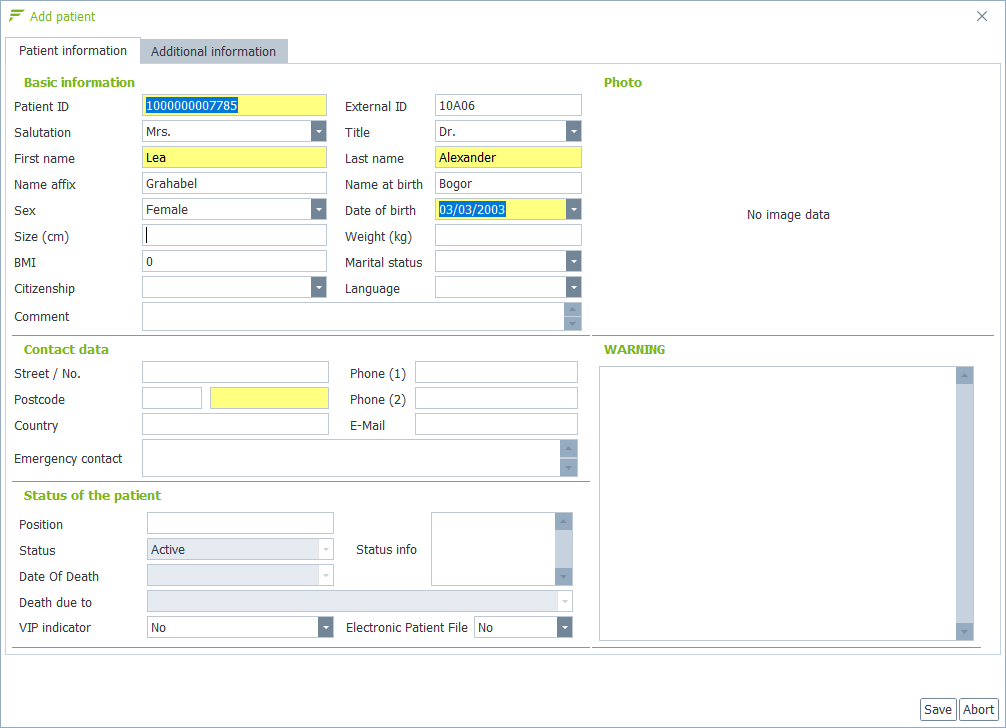 Add patient
Patient information Additional information
Basic information Photo
Patient ID 1000000007785 External ID 10A06
Salutation Mrs. Title Dr.
First name Lea Last name Alexander
Name affix Grahabel Name at birth Bogor
Sex Female Date of birth 03/03/2003
No image data
Size (cm) Weight (kg)
BMI 0 Marital status
Citizenship Language
Comment
Contact data WARNING
Street / No. Phone (1)
Postcode Phone (2)
Country E-Mail
Emergency contact
Status of the patient
Position
Status Active Status info
Date Of Death
Death due to
VIP indicator No Electronic Patient File No
Save Abort